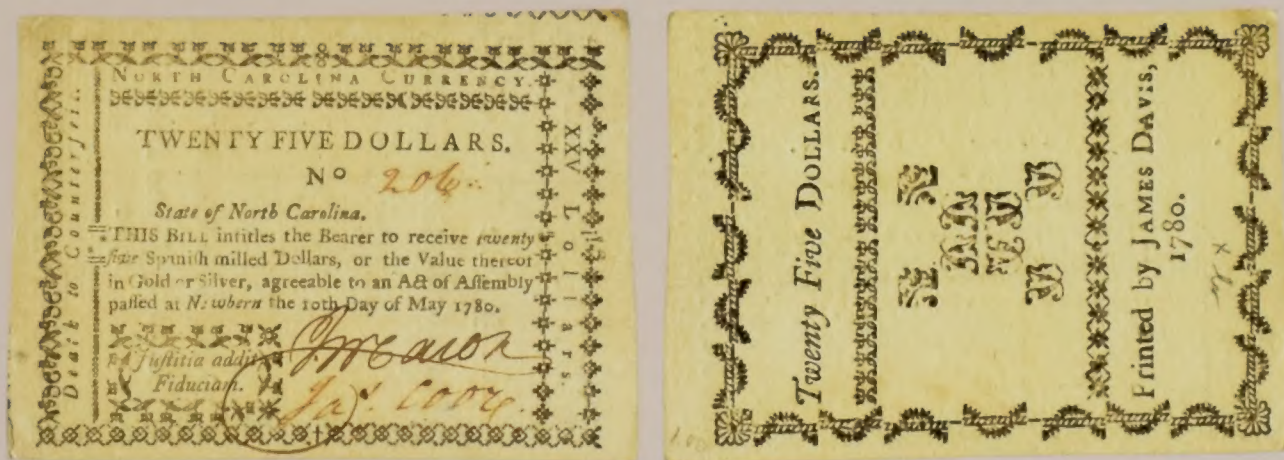 NORTH CAROLINA CURRENCY.
TWENTY FIVE DOLLARS.
No 206
State of North Carolina.
THIS BILL intitles the Bearer to receive twenty
five Spanish milled Dollars, or the Value thereof
in Gold or Silver, agreeable to an Act of Assembly
passed at Newbern the 10th Day of May 1780.
Justitia addit
Fiduciam.
Jas. Coor
Death to Counterfeit.
XXV Dollars.
Twenty Five DOLLARS.
Printed by JAMES DAVIS,
1780.